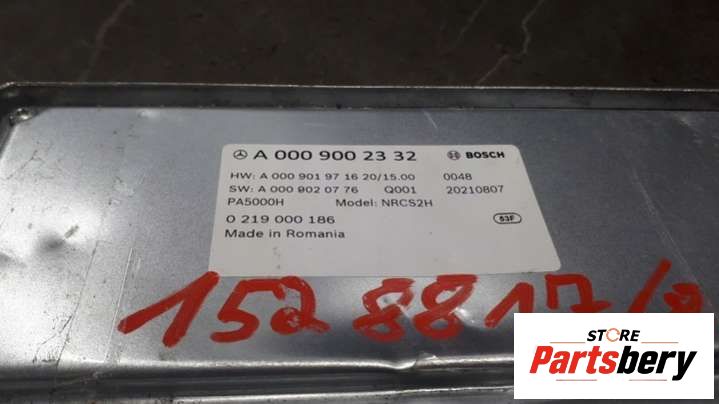 A 000 900 23 32 BOSCH
HW: A 000 901 97 16 20/15.00 0048
SW: A 000 902 07 76 Q001 20210807
PA5000H Model: NRCS2H
0 219 000 186 53F
Made in Romania
1528817/
STORE
Partsbery